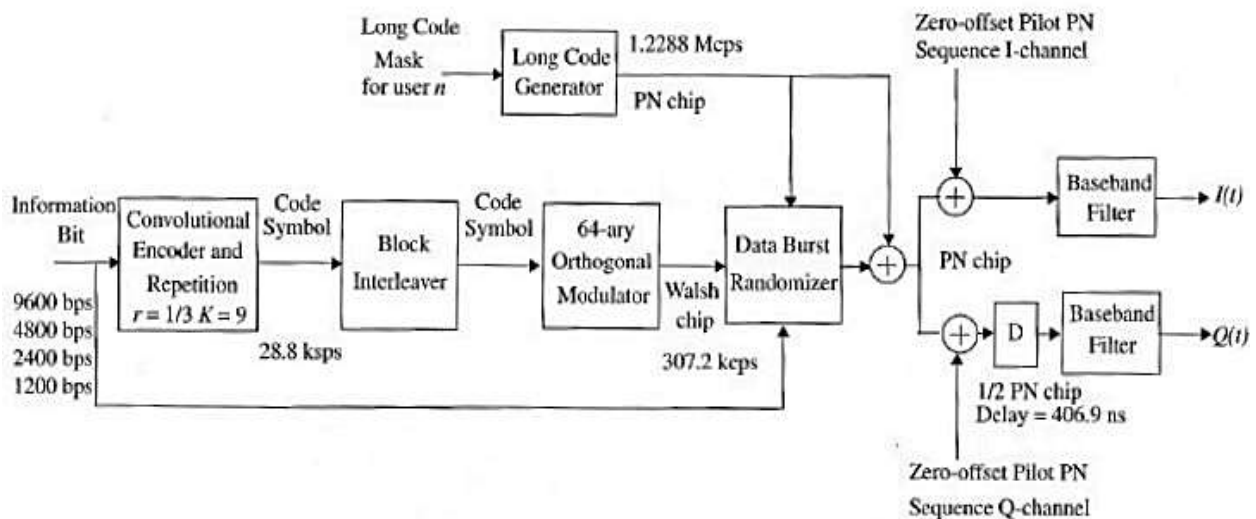 Long Code
Mask
for user n
Long Code
Generator
1.2288 Mcps
PN chip
Zero-offset Pilot PN
Sequence I-channel
Information
Bit
9600 bps
4800 bps
2400 bps
1200 bps
Convolutional
Encoder and
Repetition
r = 1/3 K = 9
Code
Symbol
28.8 ksps
Block
Interleaver
Code
Symbol
64-ary
Orthogonal
Modulator
Walsh
chip
307.2 kcps
Data Burst
Randomizer
+
+
Baseband
Filter
I(t)
PN chip
+
D
Baseband
Filter
Q(t)
1/2 PN chip
Delay = 406.9 ns
Zero-offset Pilot PN
Sequence Q-channel